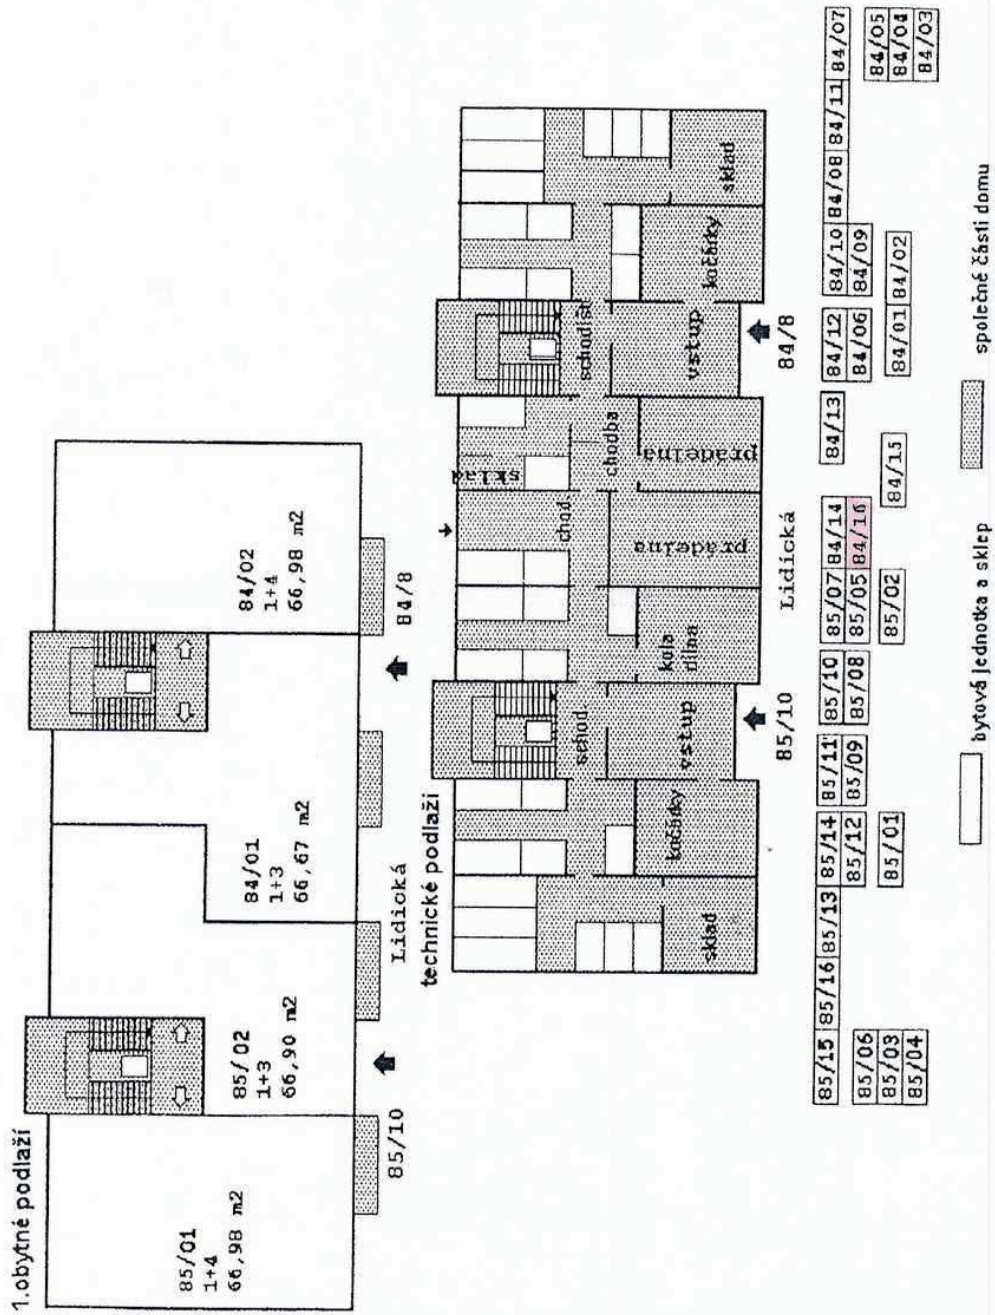 1.obytné podlaží
85/01
1+4
66,98 m2
85/02
1+3
66,90 m2
84/01
1+3
66,67 m2
84/02
1+4
66,98 m2
85/10
Lidická
84/8
technické podlaží
sklad
kočárky
schod.
vstup
kola
dílna
chod.
prádelna
sklad
chodba
prádelna
schodišt
vstup
kočárky
sklad
85/10
Lidická
84/8
85/15 85/16 85/13 85/14 85/11 85/10 85/07 84/14 84/13 84/12 84/10 84/08 84/11 84/07
85/06 85/12 85/09 85/08 85/05 84/16 84/06 84/09
85/03 85/01 85/02 84/15 84/01 84/02 84/05
85/04 84/04
84/03
bytová jednotka a sklep
společné části domu